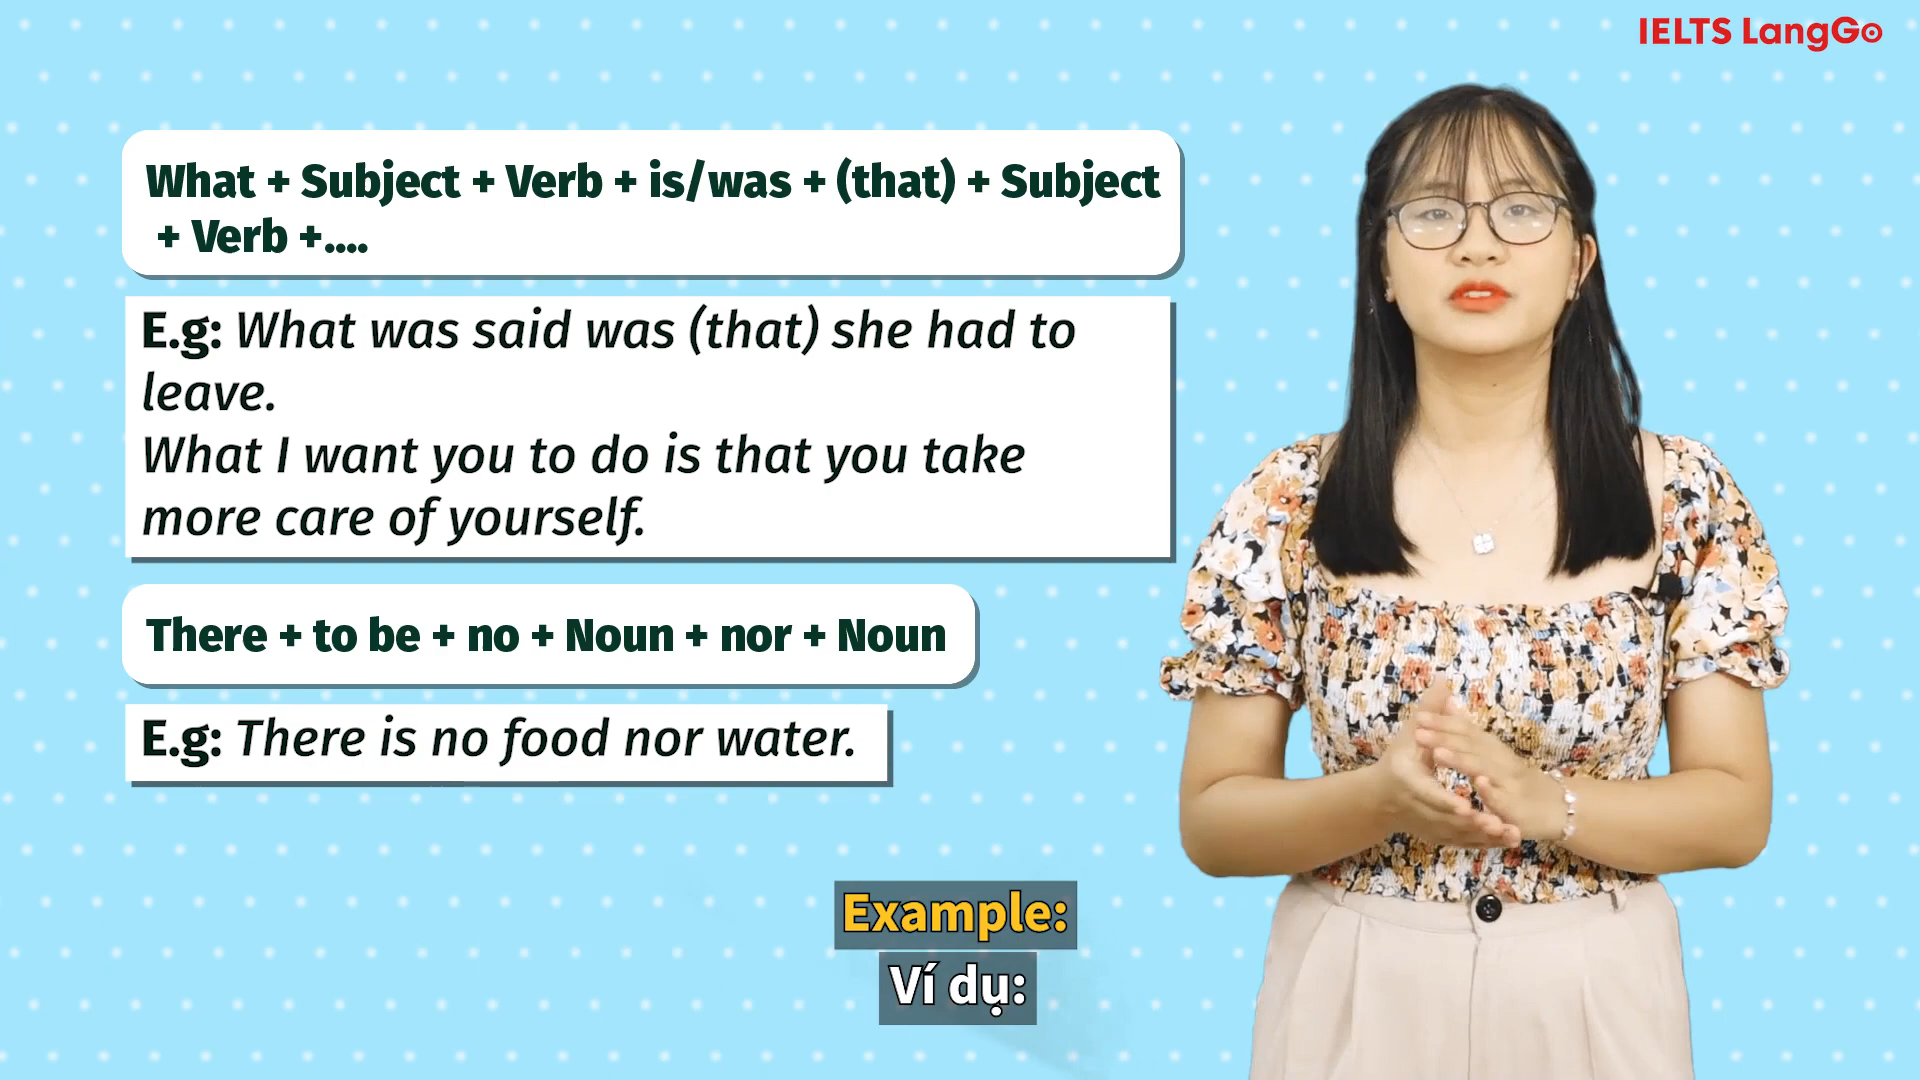 IELTS LangGo
What + Subject + Verb + is/was + (that) + Subject
+ Verb +....
E.g: What was said was (that) she had to
leave.
What I want you to do is that you take
more care of yourself.
There + to be + no + Noun + nor + Noun
E.g: There is no food nor water.
Example:
Ví dụ: